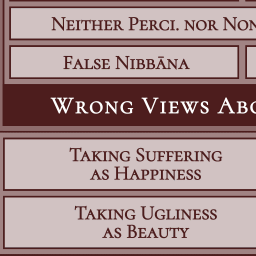 Neither Perci. nor Non
False Nibbāna
Wrong Views Abo
Taking Suffering
as Happiness
Taking Ugliness
as Beauty